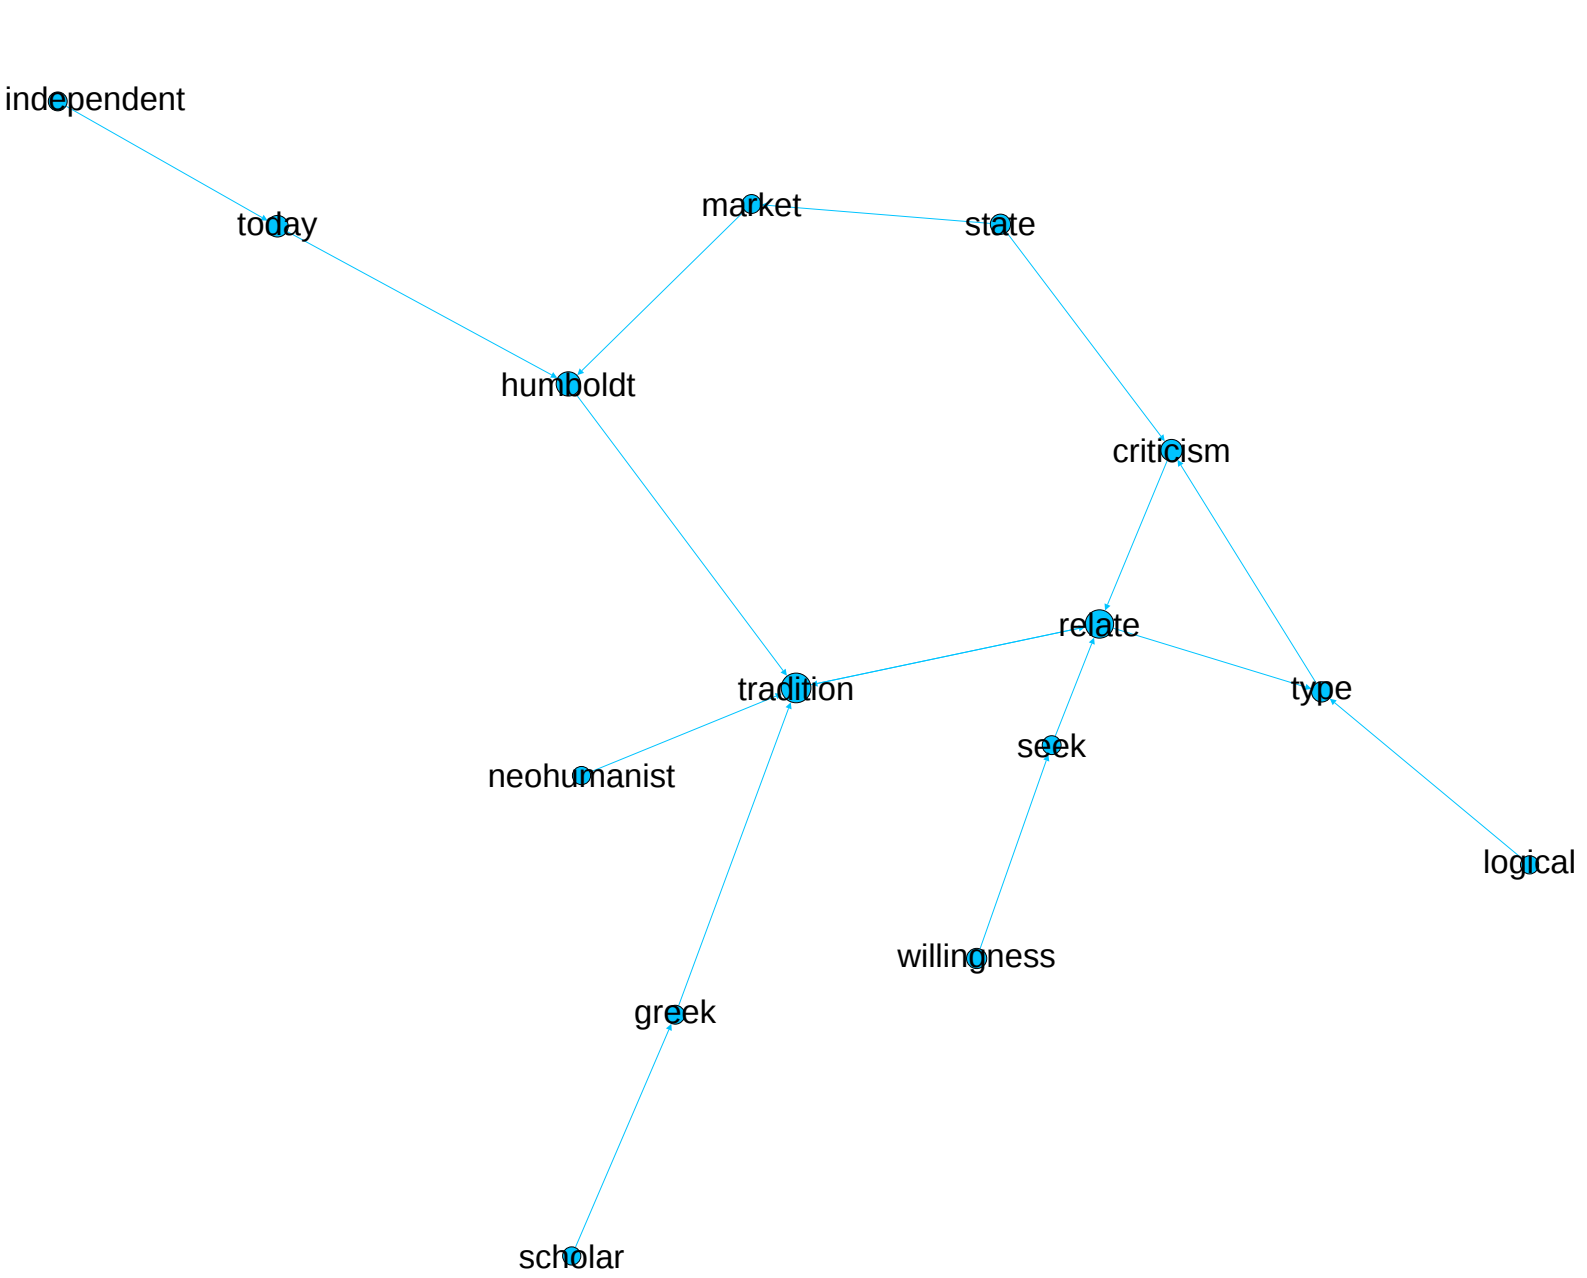 independent
market
state
today
humboldt
criticism
relate
tradition
type
seek
neohumanist
logical
willingness
greek
scholar